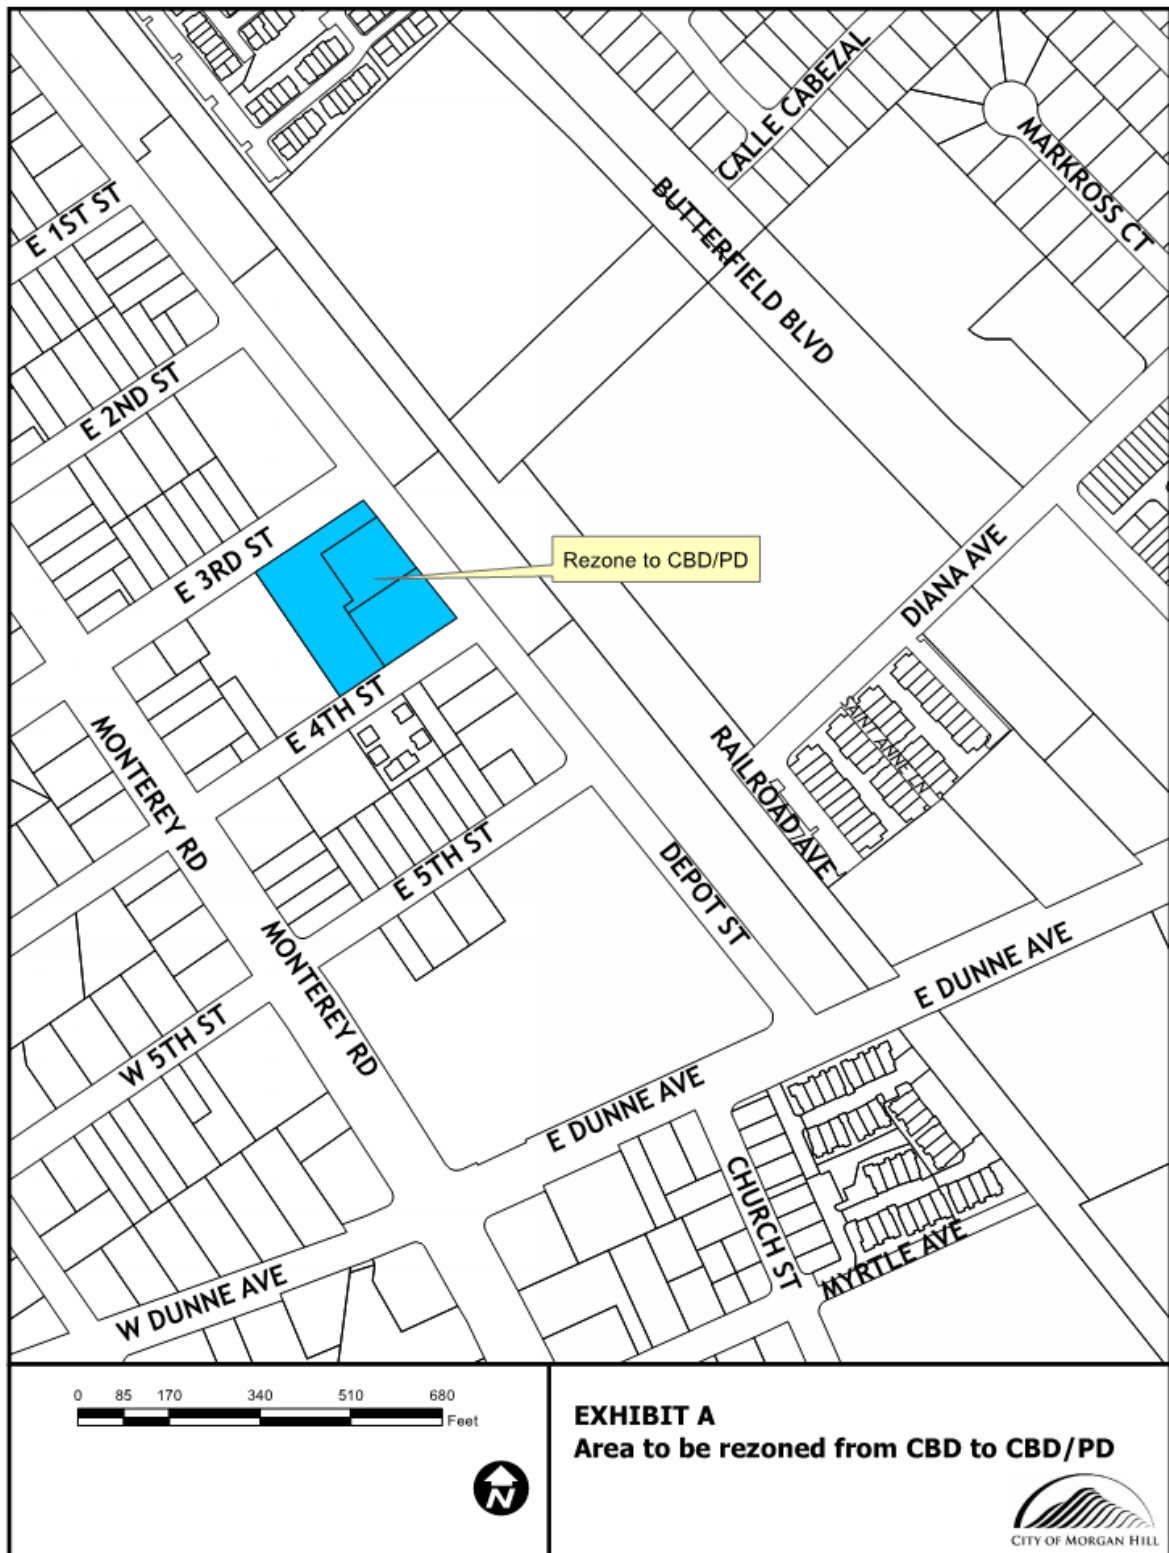 CALLE CABEZAL
MARKROSS CT
E 1ST ST
BUTTERFIELD BLVD
E 2ND ST
E 3RD ST
Rezone to CBD/PD
DIANA AVE
E 4TH ST
SAINT ANNE LN
MONTEREY RD
RAILROAD AVE
E 5TH ST
DEPOT ST
MONTEREY RD
E DUNNE AVE
W 5TH ST
E DUNNE AVE
CHURCH ST
MYRTLE AVE
W DUNNE AVE
0 85 170 340 510 680
Feet
N
EXHIBIT A
Area to be rezoned from CBD to CBD/PD
CITY OF MORGAN HILL